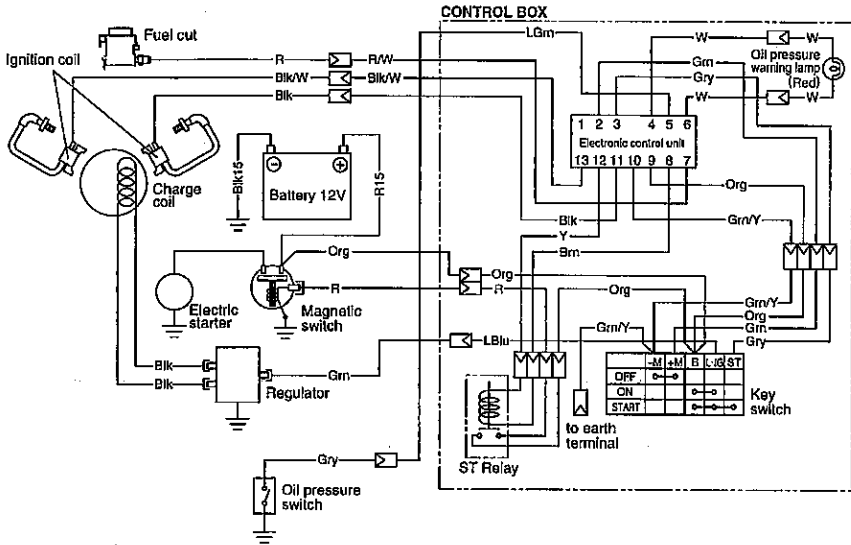 CONTROL BOX
Fuel cut
LGrn
Ignition coil
R
R/W
W
W
Oil pressure
warning lamp
(Red)
Grn
Blk/W
Blk/W
Gry
Blk
W
W
1 2 3 4 5 6
Electronic control unit
13 12 11 10 9 8 7
Battery 12V
Blk15
R15
Charge
coil
Org
Blk
Grn/Y
Y
Brn
Org
Org
R
R
Org
Electric
starter
Magnetic
switch
Grn/Y
Org
Grn/Y
Grn
LBlu
Gry
Blk
Grn
Blk
Regulator
-M +M B L·IG ST
OFF
ON
START
Key
switch
to earth
terminal
ST Relay
Gry
Oil pressure
switch